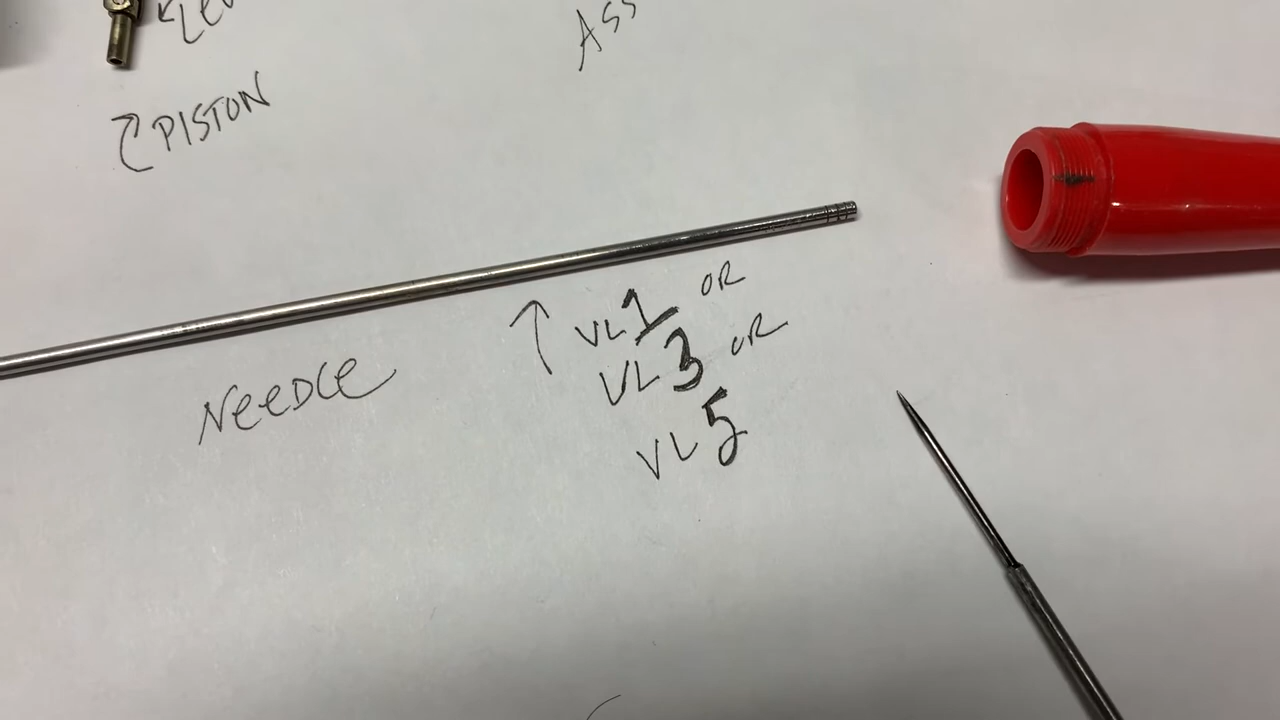 PISTON
VL1 OR
VL3 OR
VL5
NEEDLE